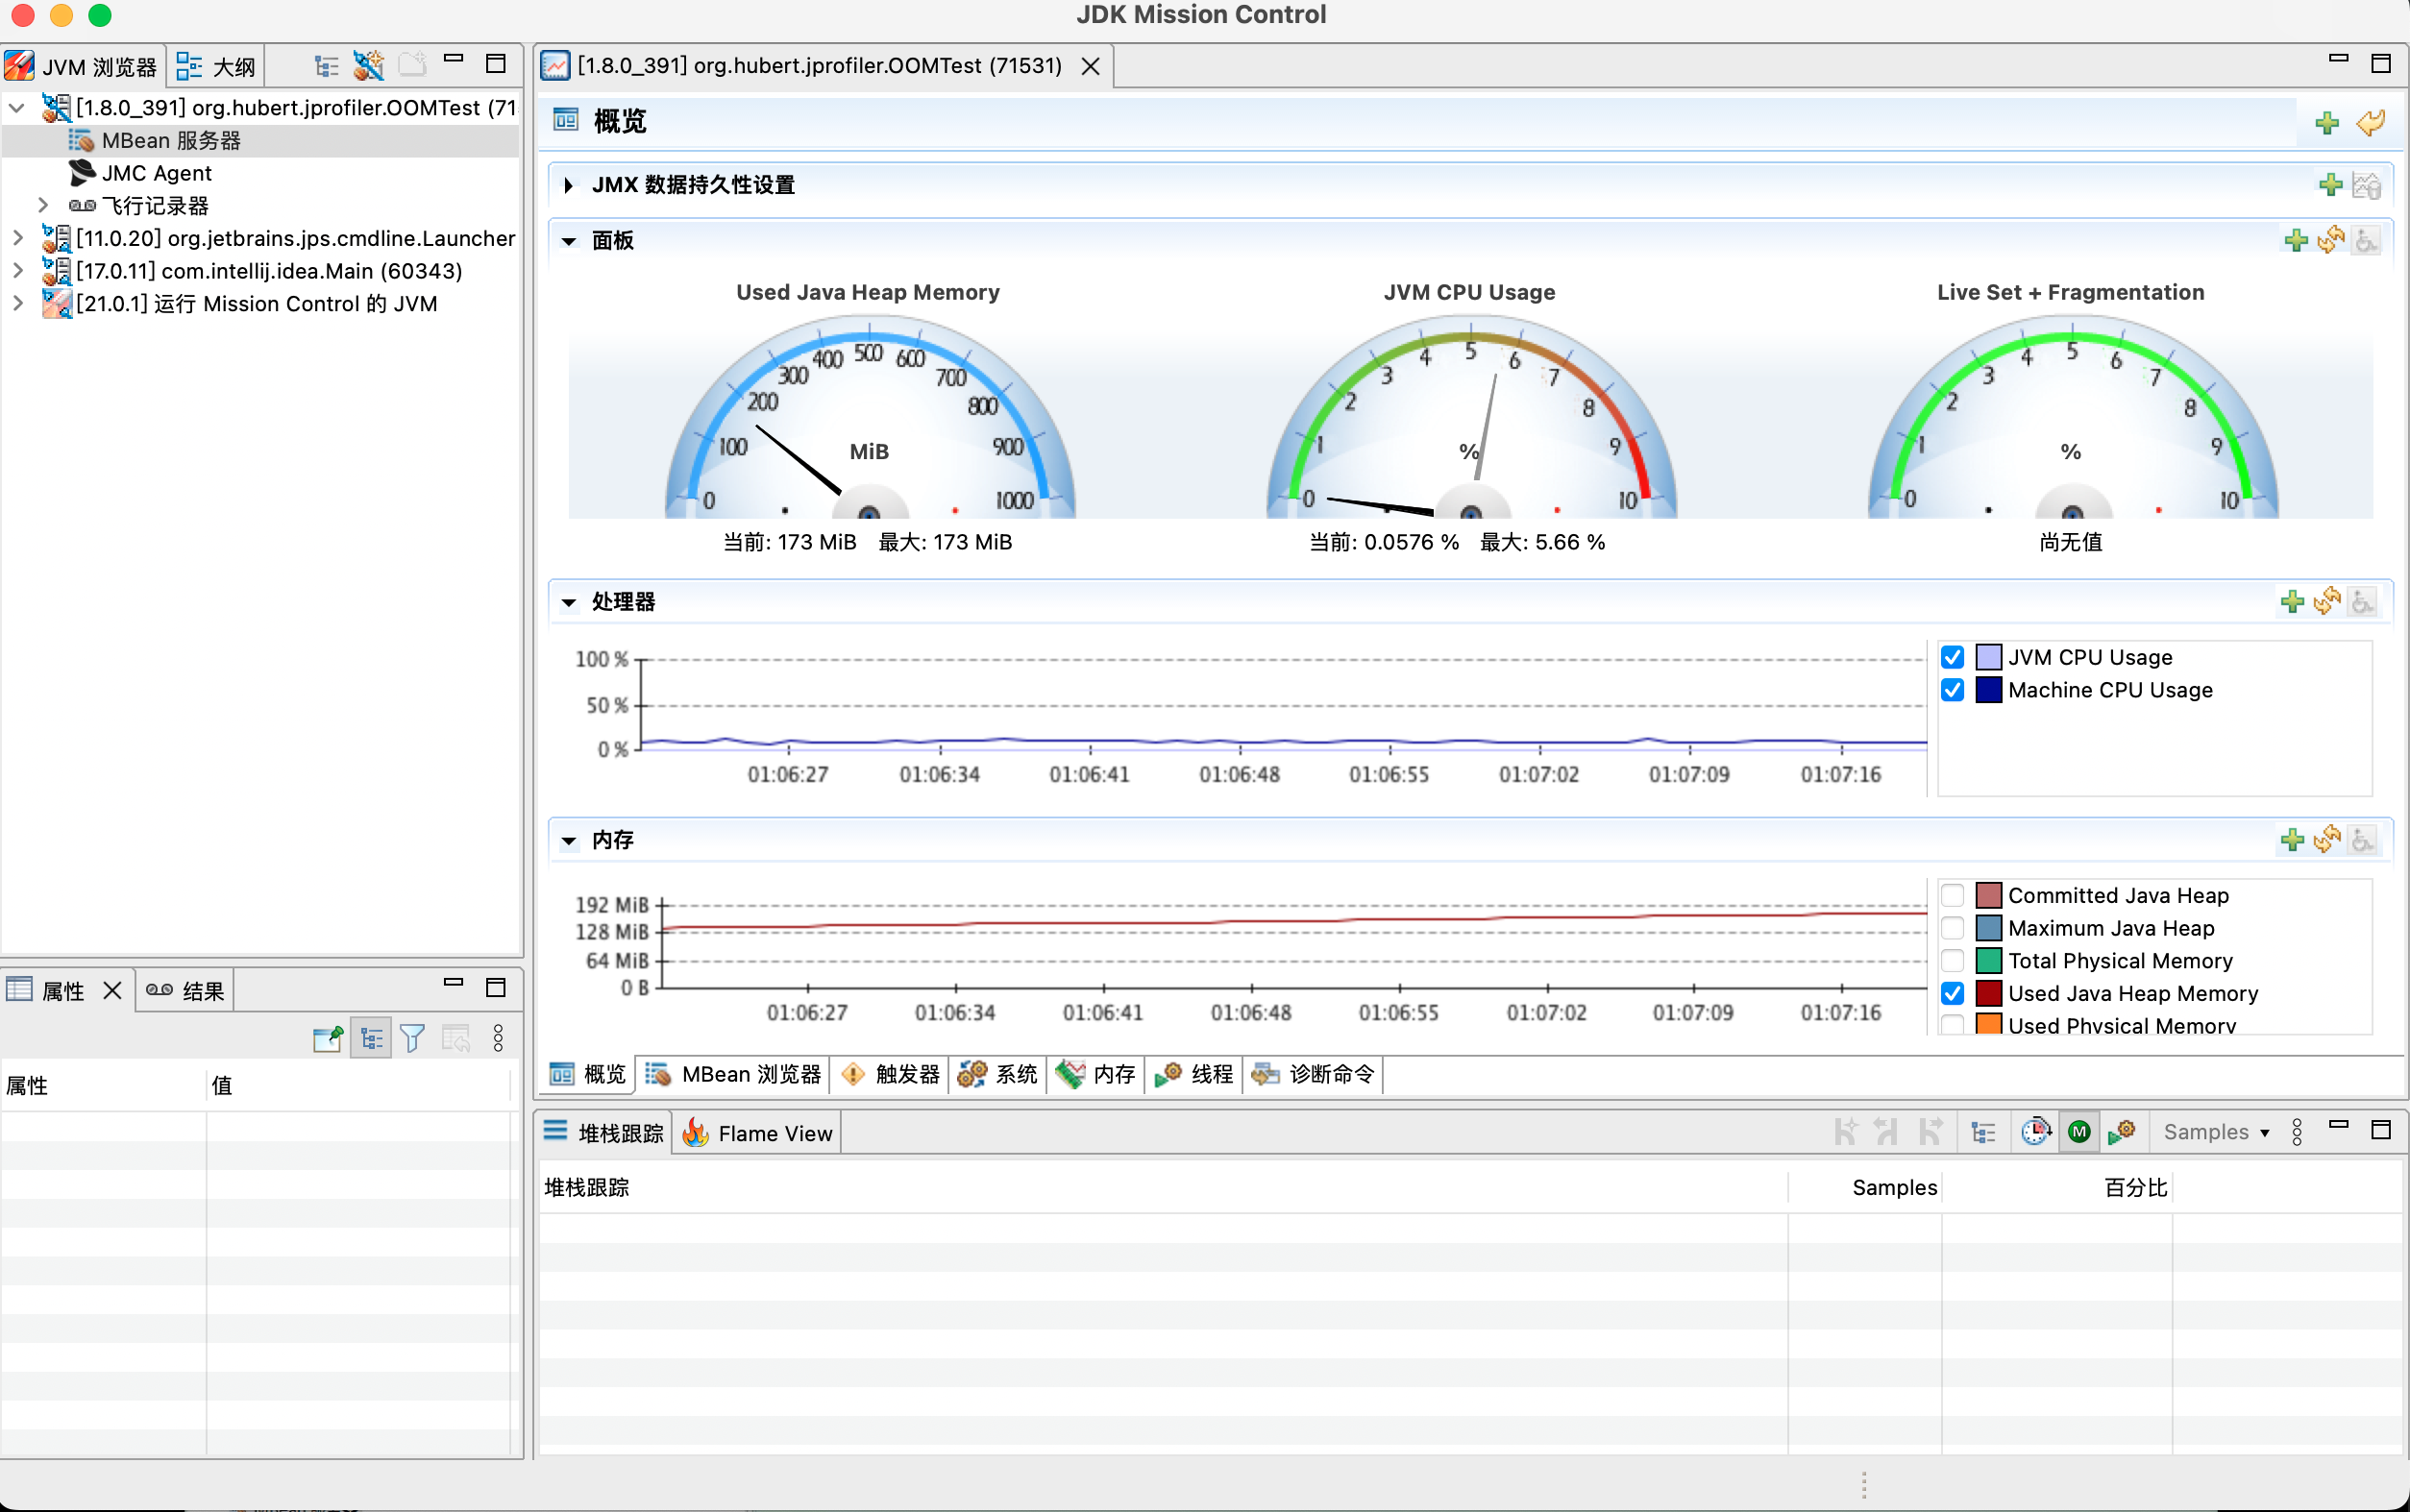 JDK Mission Control
JVM 浏览器
大纲
[1.8.0_391] org.hubert.jprofiler.OOMTest (71
MBean 服务器
JMC Agent
飞行记录器
[11.0.20] org.jetbrains.jps.cmdline.Launcher
[17.0.11] com.intellij.idea.Main (60343)
[21.0.1] 运行 Mission Control 的 JVM
[1.8.0_391] org.hubert.jprofiler.OOMTest (71531)
概览
JMX 数据持久性设置
面板
Used Java Heap Memory
0 100 200 300 400 500 600 700 800 900 1000
MiB
当前: 173 MiB 最大: 173 MiB
JVM CPU Usage
0 1 2 3 4 5 6 7 8 9 10
%
当前: 0.0576 % 最大: 5.66 %
Live Set + Fragmentation
0 1 2 3 4 5 6 7 8 9 10
%
尚无值
处理器
100 %
50 %
0 %
01:06:27 01:06:34 01:06:41 01:06:48 01:06:55 01:07:02 01:07:09 01:07:16
JVM CPU Usage
Machine CPU Usage
内存
192 MiB
128 MiB
64 MiB
0 B
01:06:27 01:06:34 01:06:41 01:06:48 01:06:55 01:07:02 01:07:09 01:07:16
Committed Java Heap
Maximum Java Heap
Total Physical Memory
Used Java Heap Memory
Used Physical Memory
概览 MBean 浏览器 触发器 系统 内存 线程 诊断命令
属性 结果
属性 值
堆栈跟踪 Flame View
Samples
堆栈跟踪 Samples 百分比